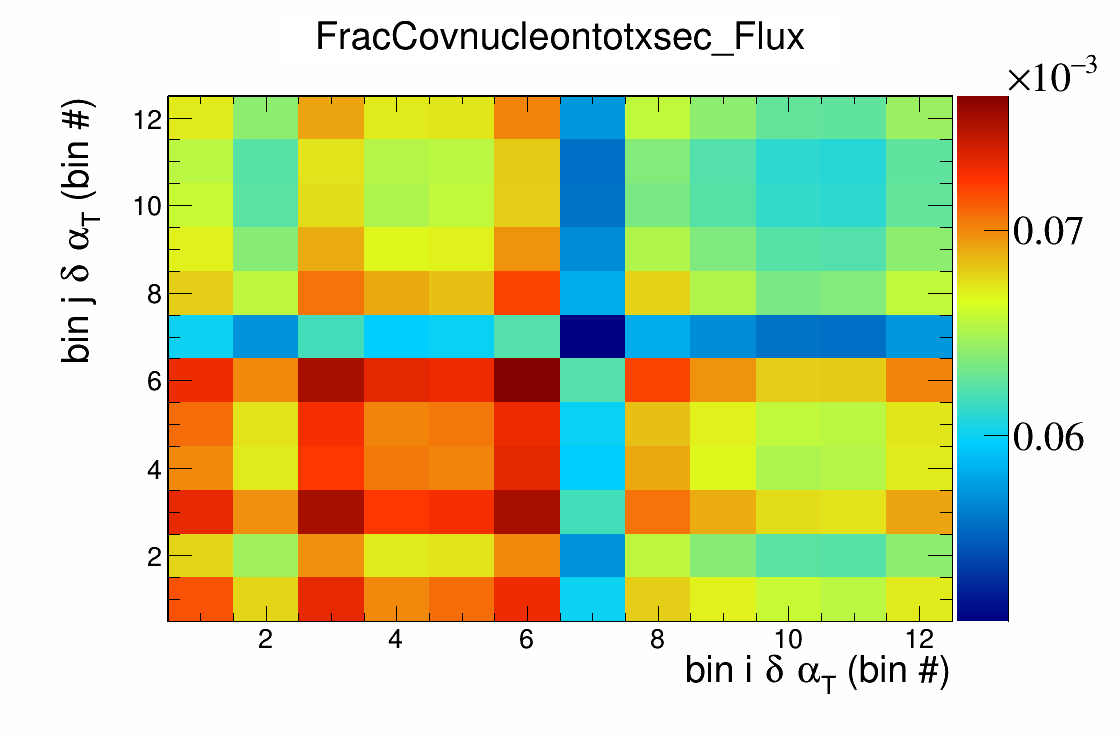 FracCovnucleontotxsec_Flux
×10⁻³
bin j δ α_T (bin #)
12
10
8
6
4
2
0.07
0.06
2 4 6 8 10 12
bin i δ α_T (bin #)